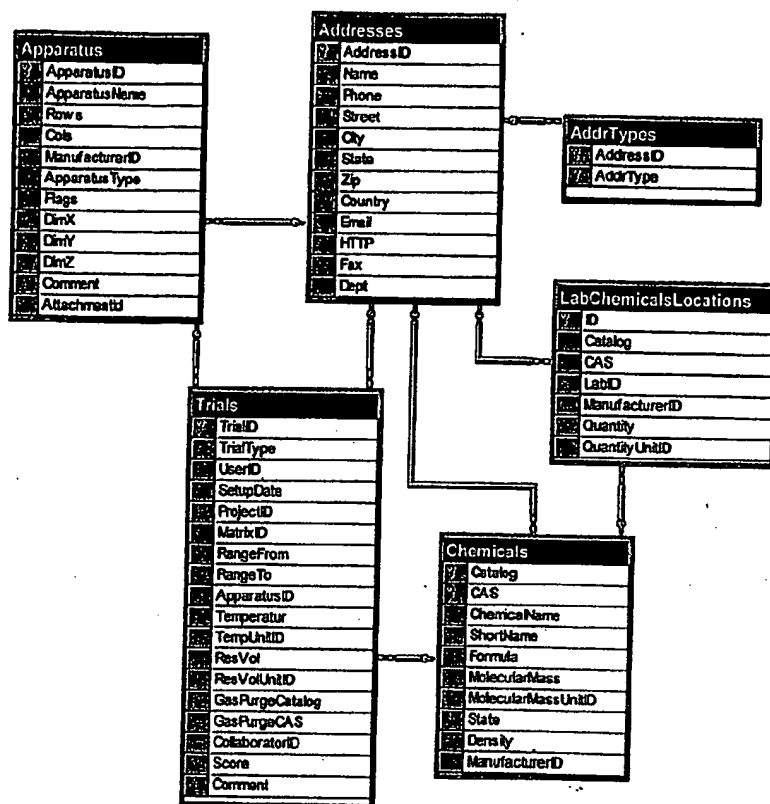 Apparatus
ApparatusID
ApparatusName
Rows
Cols
ManufacturerID
ApparatusType
Flags
DimX
DimY
DimZ
Comment
AttachmentId
Addresses
AddressID
Name
Phone
Street
City
State
Zip
Country
Email
HTTP
Fax
Dept
AddrTypes
AddressID
AddrType
LabChemicalsLocations
ID
Catalog
CAS
LabID
ManufacturerID
Quantity
QuantityUnitID
Trials
TrialID
TrialType
UserID
SetupDate
ProjectID
MatrixID
RangeFrom
RangeTo
ApparatusID
Temperatur
TempUnitID
ResVol
ResVolUnitID
GasPurgeCatalog
GasPurgeCAS
CollaboratorID
Score
Comment
Chemicals
Catalog
CAS
ChemicalName
ShortName
Formula
MolecularMass
MolecularMassUnitID
State
Density
ManufacturerID